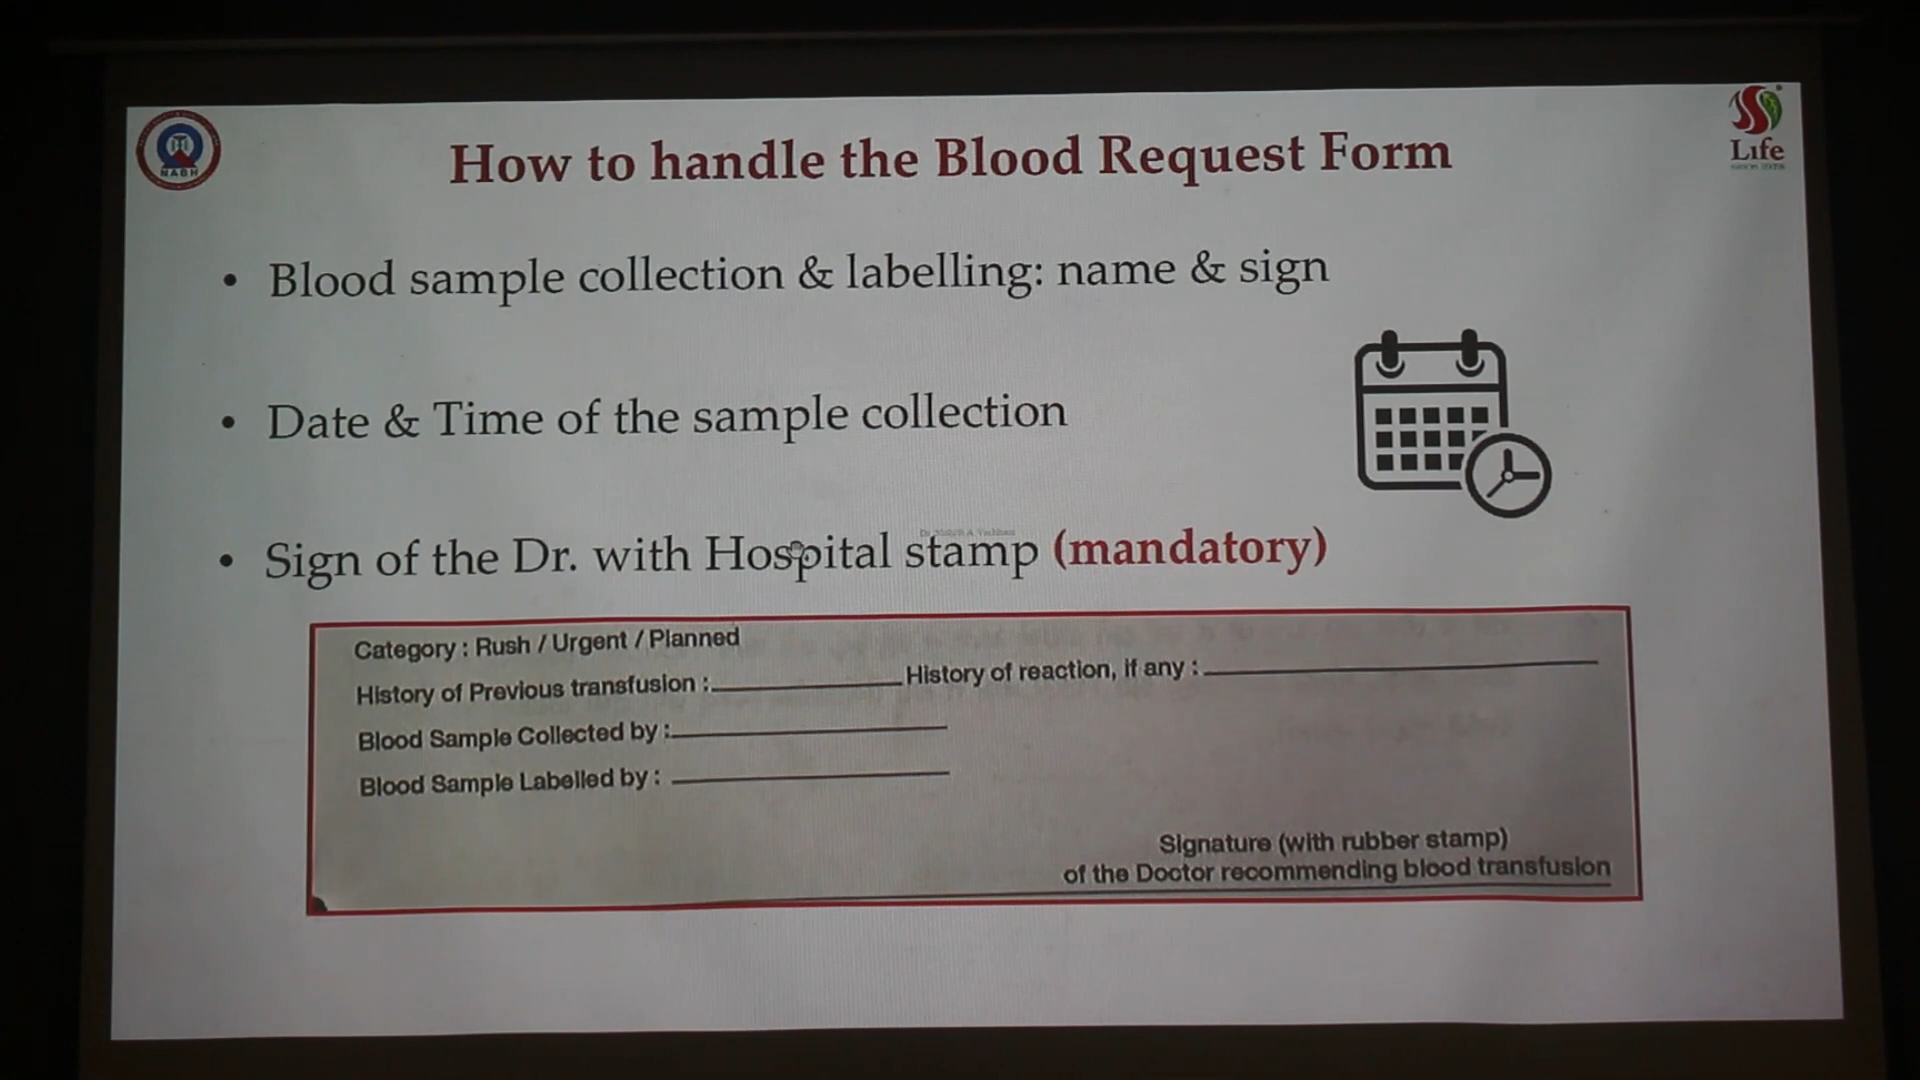 NABH
Life
How to handle the Blood Request Form
• Blood sample collection & labelling: name & sign
• Date & Time of the sample collection
• Sign of the Dr. with Hospital stamp (mandatory)
Category : Rush / Urgent / Planned
History of Previous transfusion : History of reaction, if any :
Blood Sample Collected by :
Blood Sample Labelled by :
Signature (with rubber stamp)
of the Doctor recommending blood transfusion